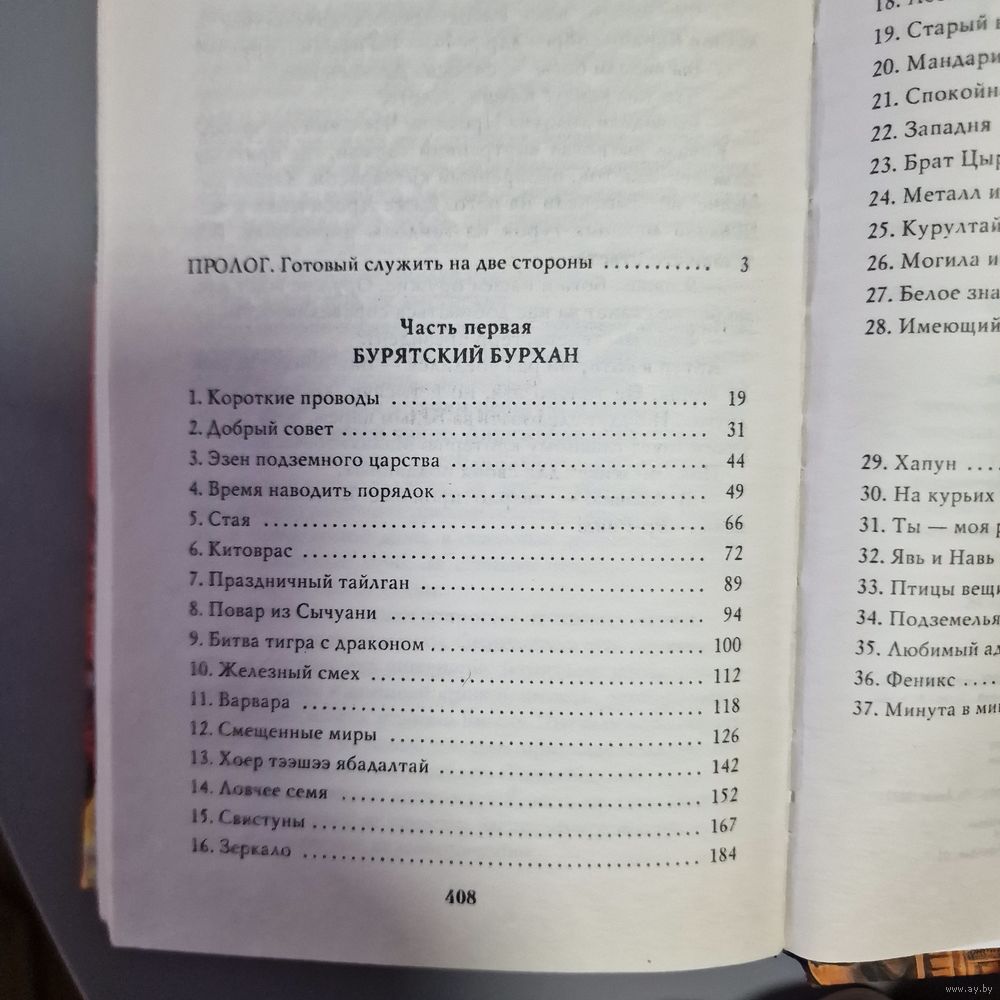 ПРОЛОГ. Готовый служить на две стороны ........... 3
Часть первая
БУРЯТСКИЙ БУРХАН
1. Короткие проводы ........................ 19
2. Добрый совет ........................ 31
3. Эзен подземного царства ........................ 44
4. Время наводить порядок ........................ 49
5. Стая ........................ 66
6. Китоврас ........................ 72
7. Праздничный тайлган ........................ 89
8. Повар из Сычуани ........................ 94
9. Битва тигра с драконом ........................ 100
10. Железный смех ........................ 112
11. Варвара ........................ 118
12. Смещенные миры ........................ 126
13. Хоер тээшээ ябадалтай ........................ 142
14. Ловчее семя ........................ 152
15. Свистуны ........................ 167
16. Зеркало ........................ 184
408
18.
19. Старый
20. Мандари
21. Спокойн
22. Западня
23. Брат Цыр
24. Металл и
25. Курултай
26. Могила и
27. Белое зна
28. Имеющий
29. Хапун ....
30. На курьих
31. Ты — моя
32. Явь и Навь
33. Птицы вещи
34. Подземелья
35. Любимый ад
36. Феникс ....
37. Минута в ми
www.ay.by